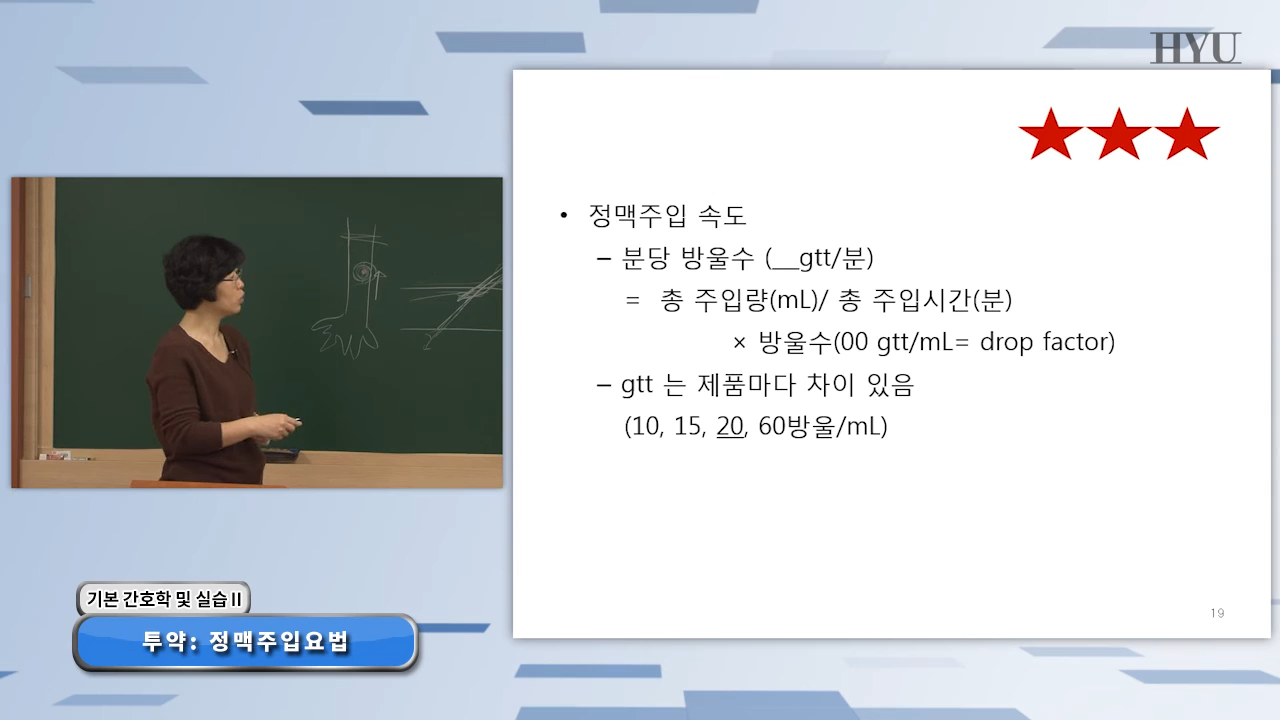 HYU
• 정맥주입 속도
– 분당 방울수 (__gtt/분)
= 총 주입량(mL)/ 총 주입시간(분)
× 방울수(00 gtt/mL= drop factor)
– gtt 는 제품마다 차이 있음
(10, 15, 20, 60방울/mL)
19
기본 간호학 및 실습 II
투약: 정맥주입요법